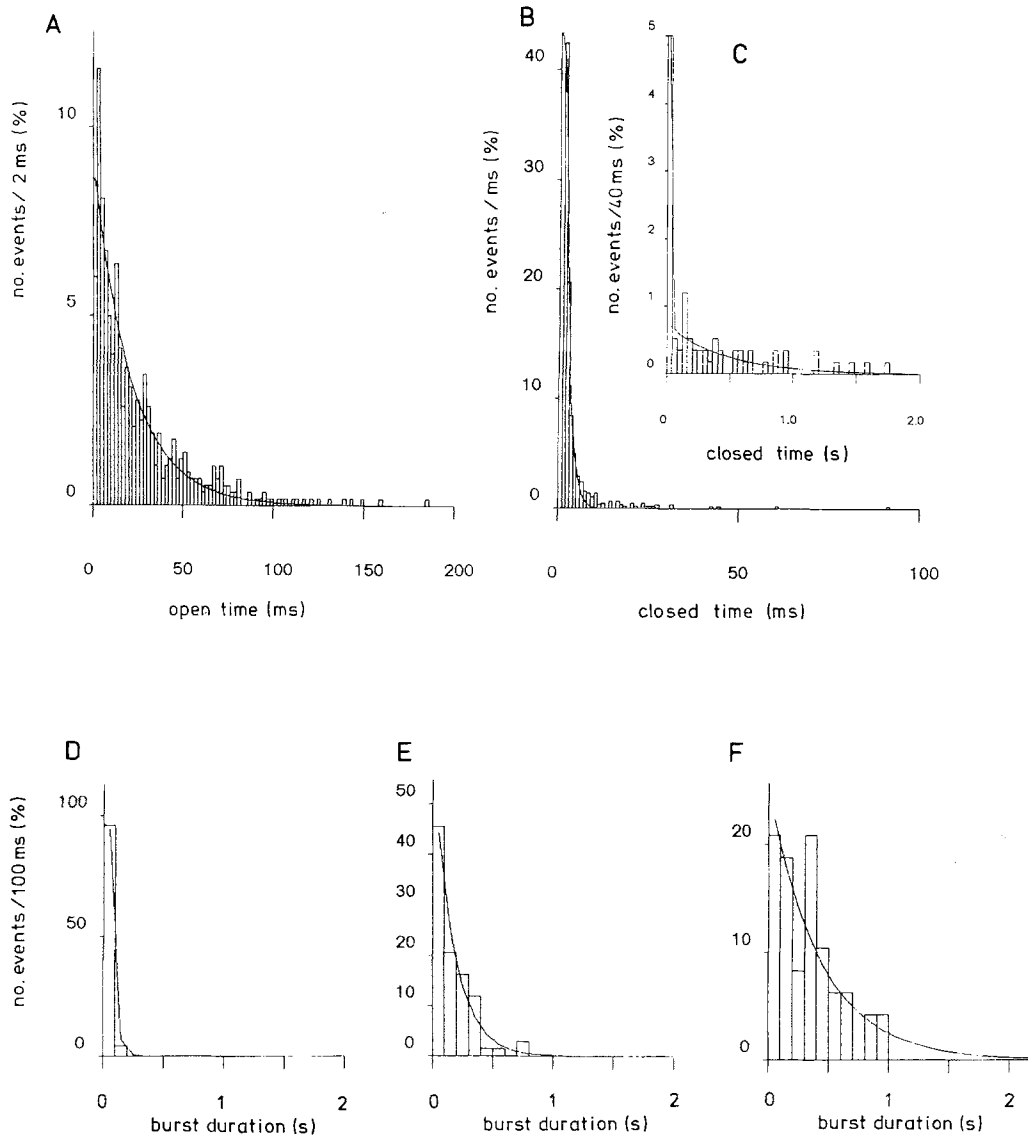 A
no. events / 2 ms (%)
10
5
0
0 50 100 150 200
open time (ms)
B
no. events / ms (%)
40
30
20
10
0
0 50 100
closed time (ms)
C
no. events/40 ms (%)
5
4
3
2
1
0
0 1.0 2.0
closed time (s)
D
no. events/100 ms (%)
100
50
0
0 1 2
burst duration (s)
E
50
40
30
20
10
0
0 1 2
burst duration (s)
F
20
10
0
0 1 2
burst duration (s)